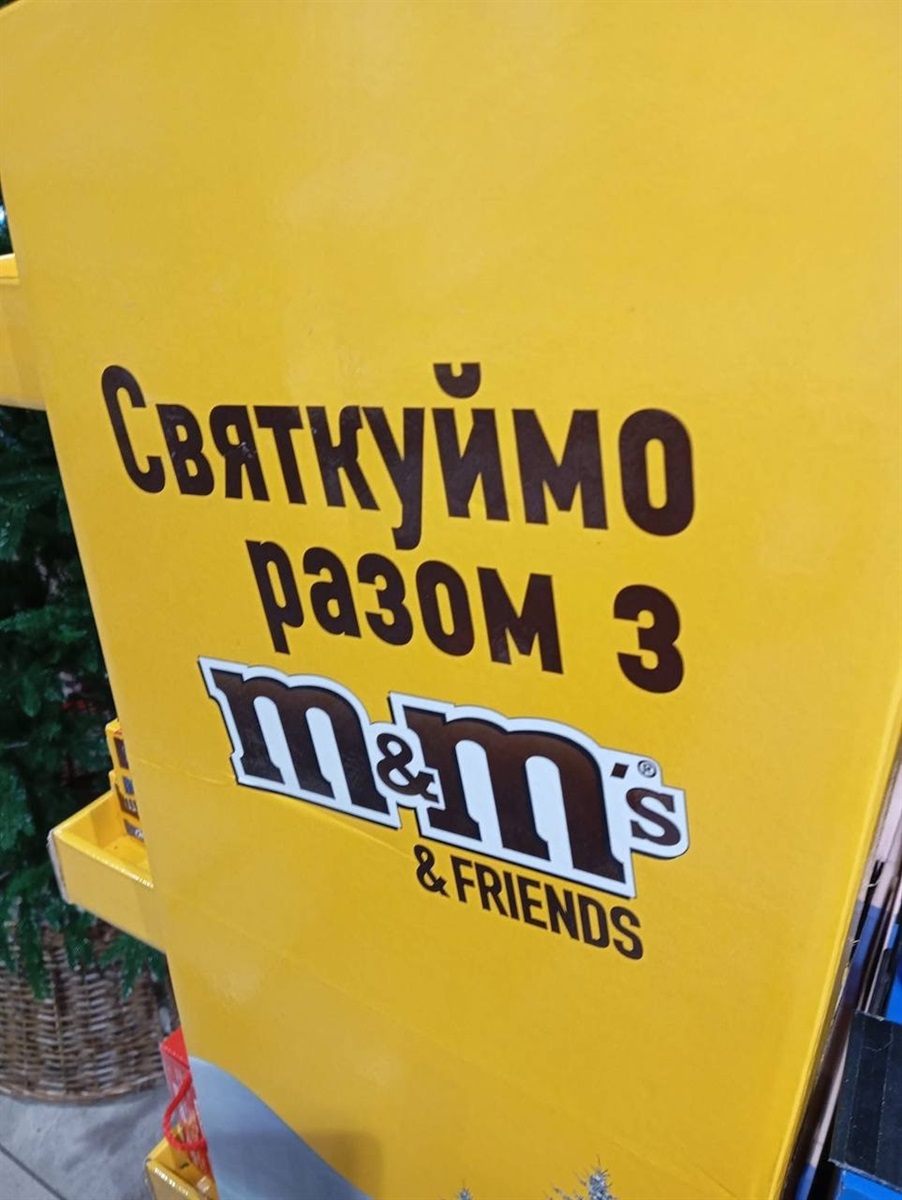 Святкуймо
разом з
m&m's®
& FRIENDS